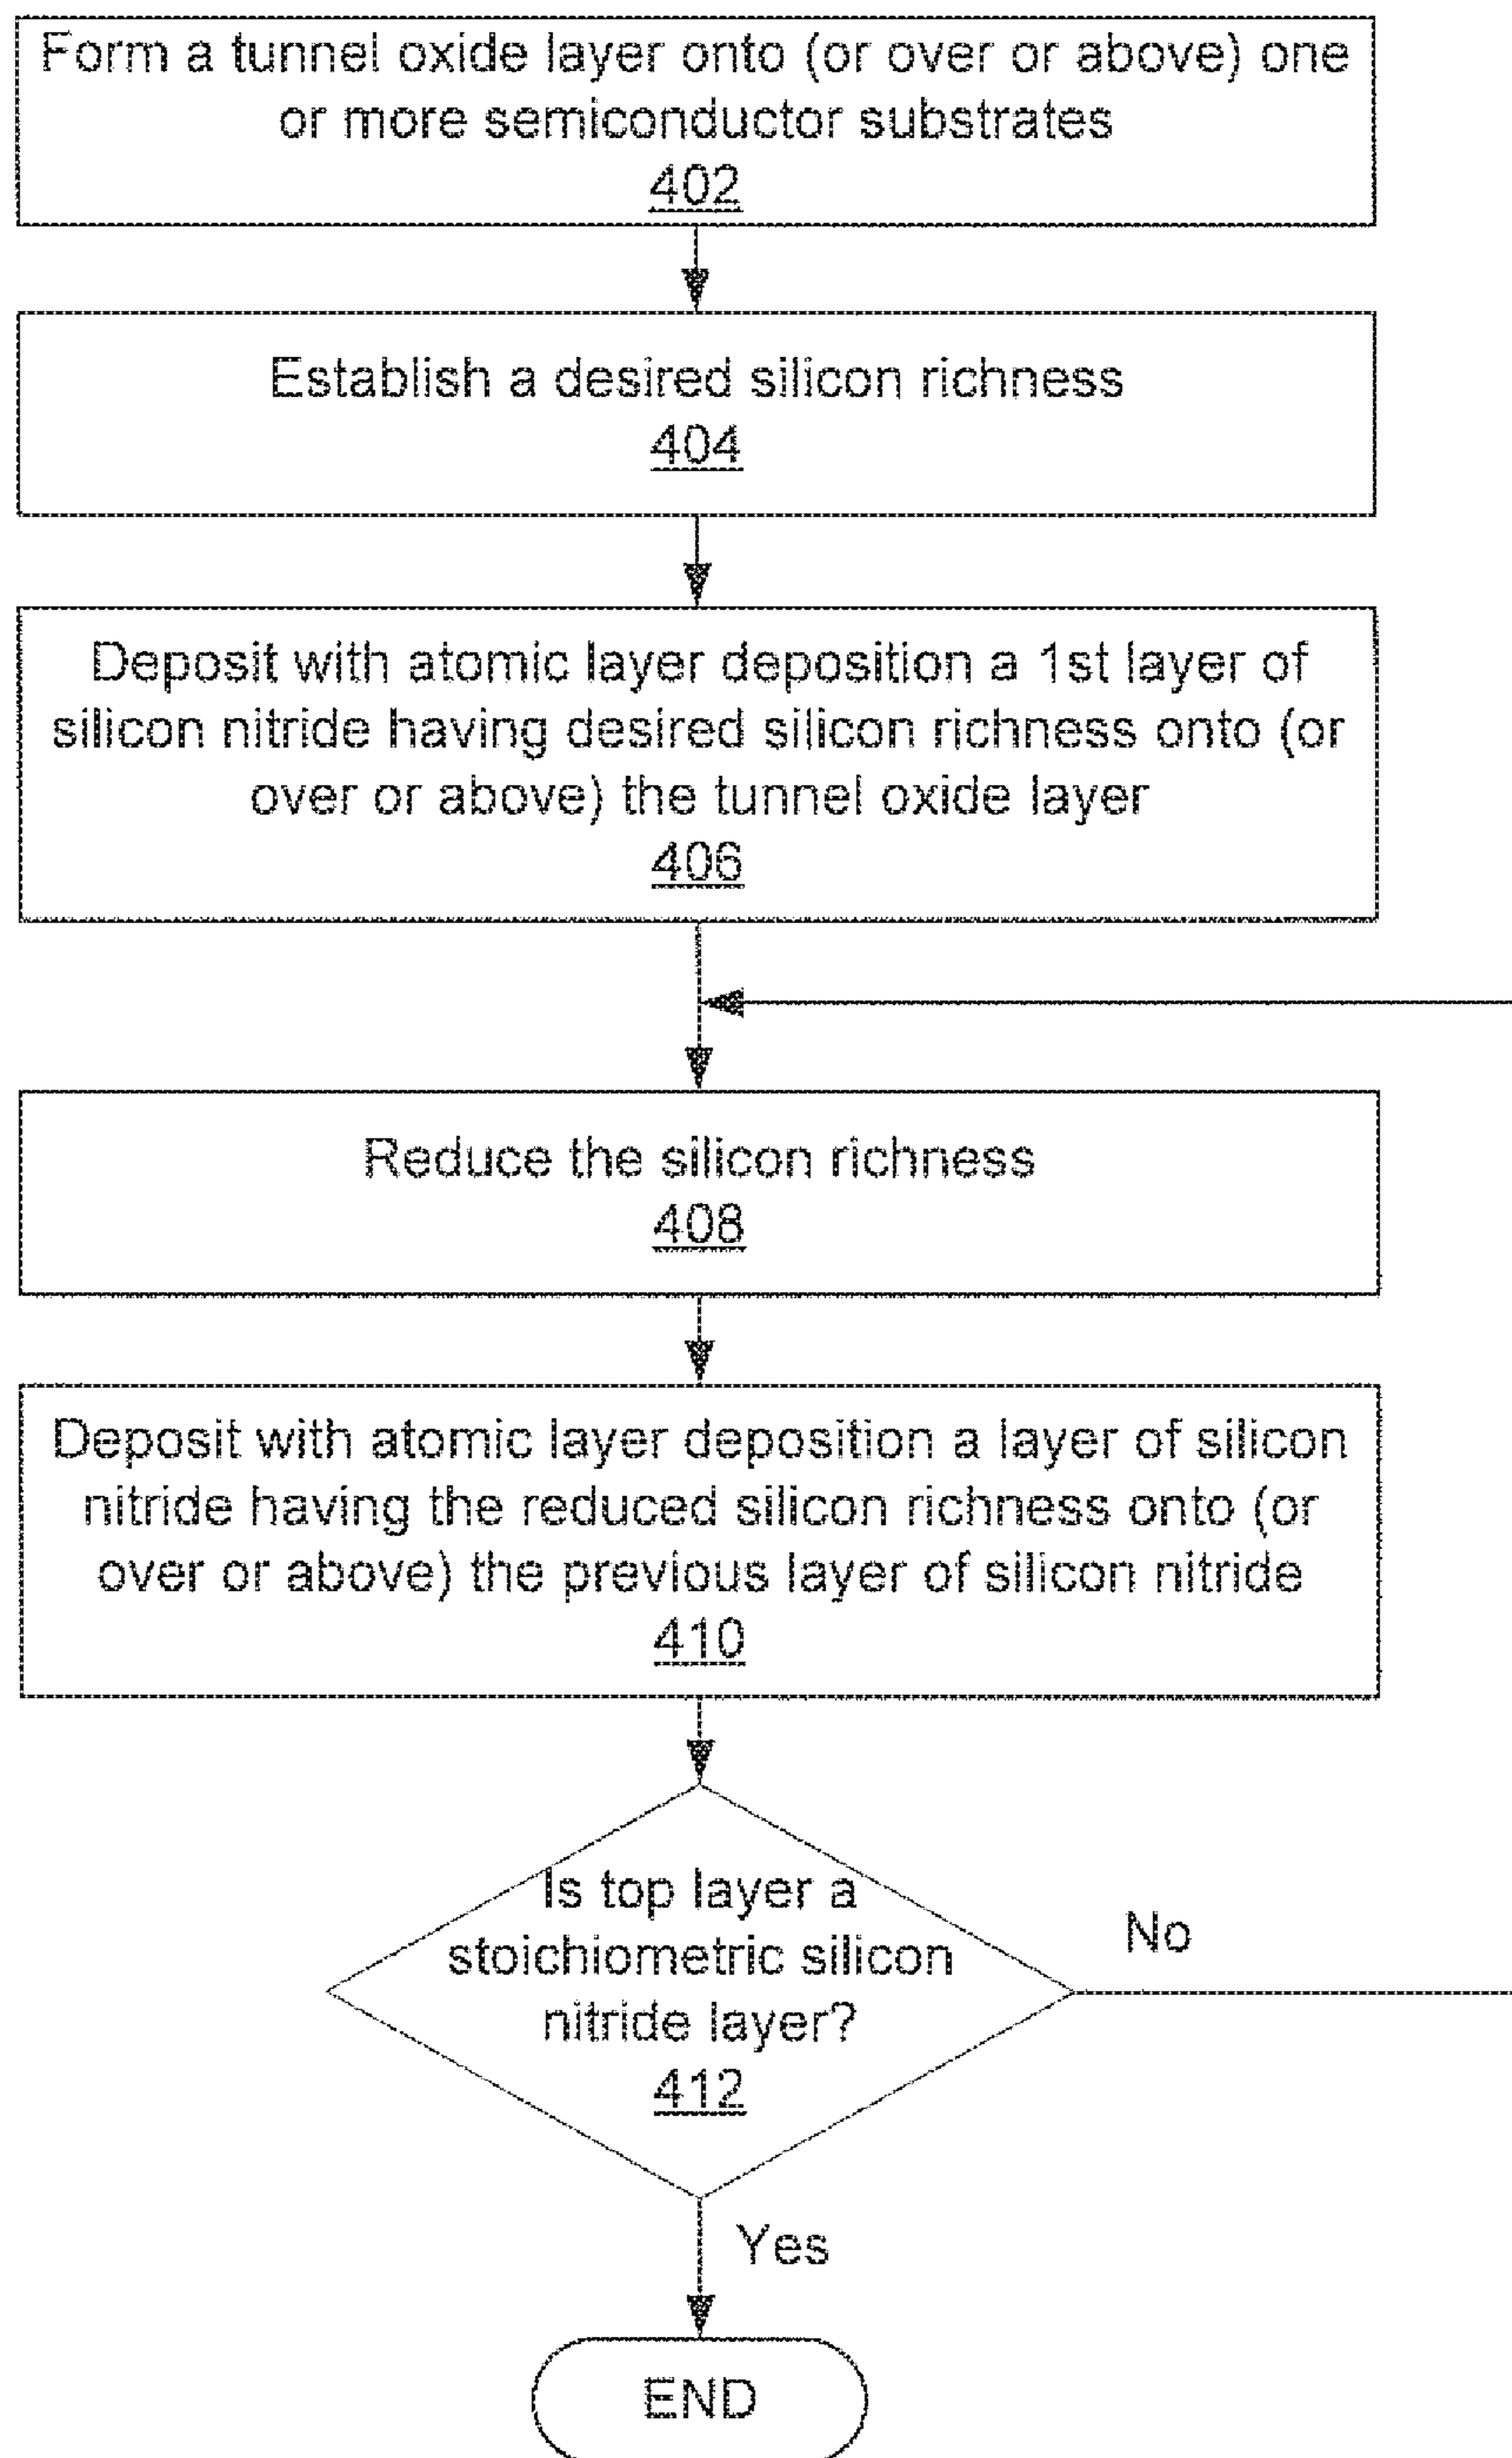 Form a tunnel oxide layer onto (or over or above) one
or more semiconductor substrates
402
Establish a desired silicon richness
404
Deposit with atomic layer deposition a 1st layer of
silicon nitride having desired silicon richness onto (or
over or above) the tunnel oxide layer
406
Reduce the silicon richness
408
Deposit with atomic layer deposition a layer of silicon
nitride having the reduced silicon richness onto (or
over or above) the previous layer of silicon nitride
410
Is top layer a
stoichiometric silicon
nitride layer?
412
No
Yes
END